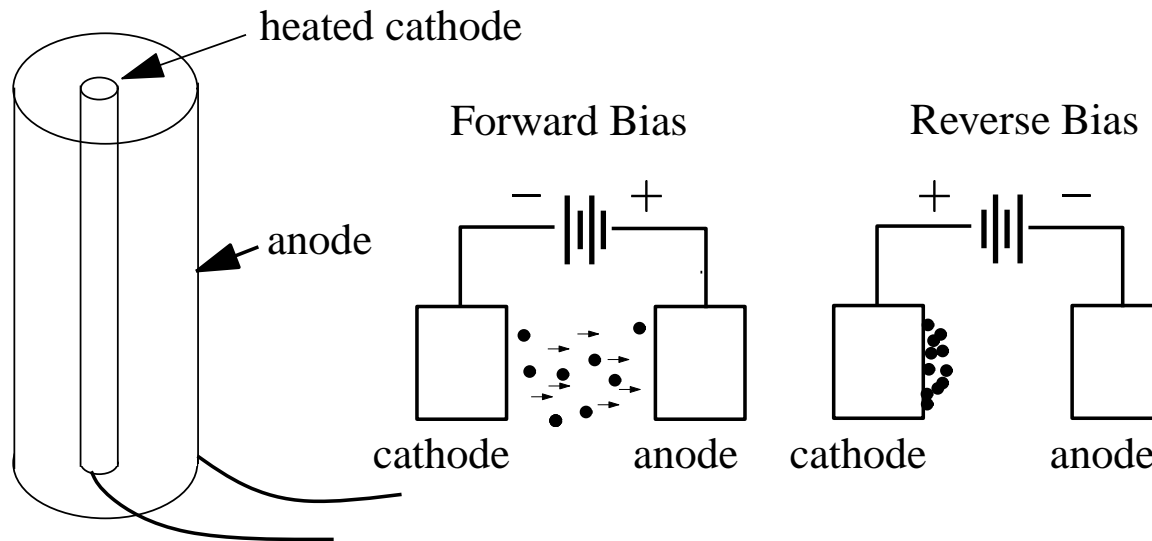 heated cathode
anode
Forward Bias
− +
cathode
anode
Reverse Bias
+ −
cathode
anode